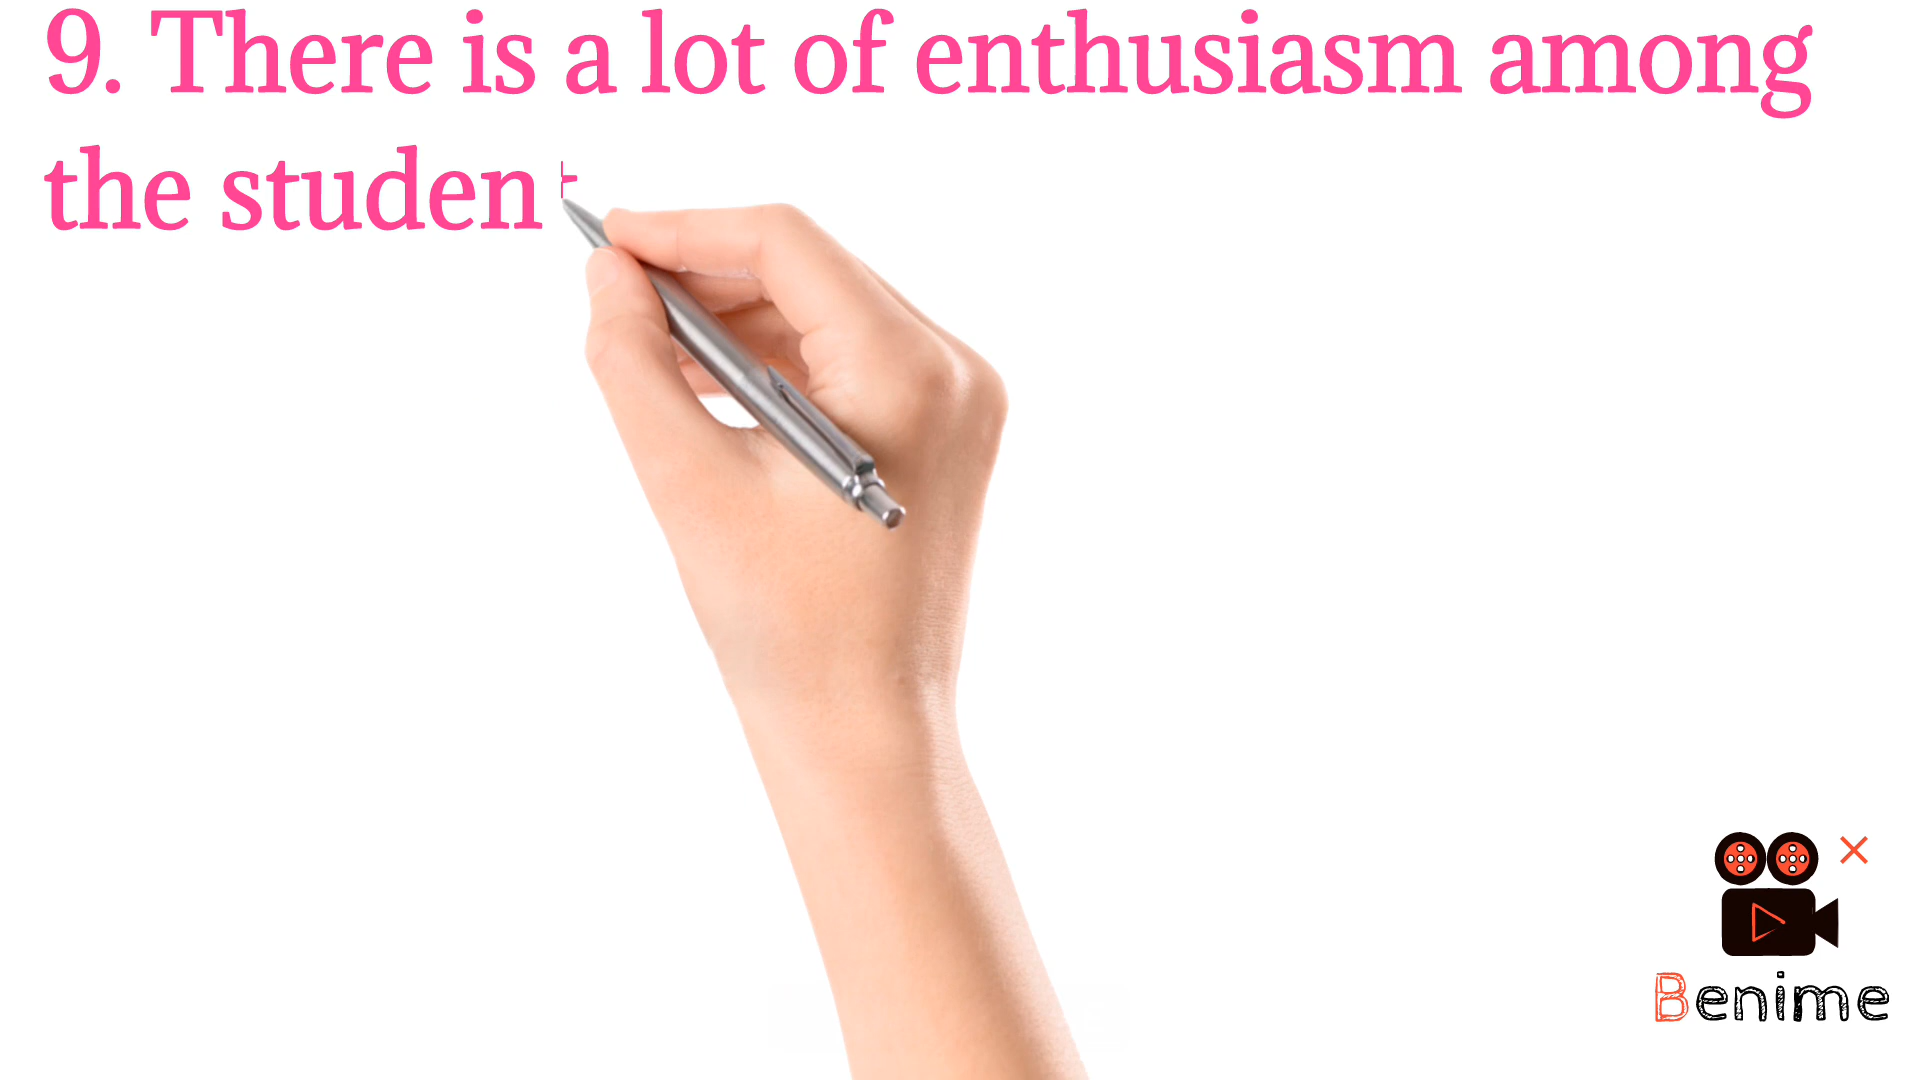 9. There is a lot of enthusiasm among
the studen
Benime